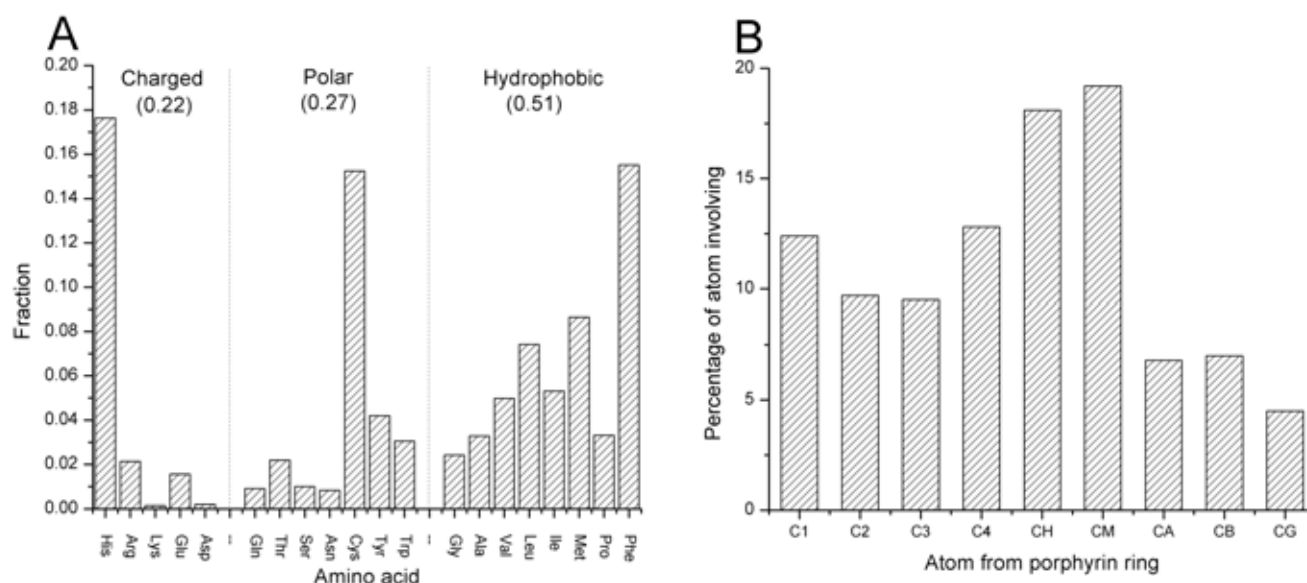 A
0.20
0.18
0.16
0.14
0.12
0.10
0.08
0.06
0.04
0.02
0.00
Fraction
Charged
(0.22)
Polar
(0.27)
Hydrophobic
(0.51)
His Arg Lys Glu Asp -- Gln Thr Ser Asn Cys Tyr Trp -- Gly Ala Val Leu Ile Met Pro Phe
Amino acid
B
20
15
10
5
0
Percentage of atom involving
C1 C2 C3 C4 CH CM CA CB CG
Atom from porphyrin ring